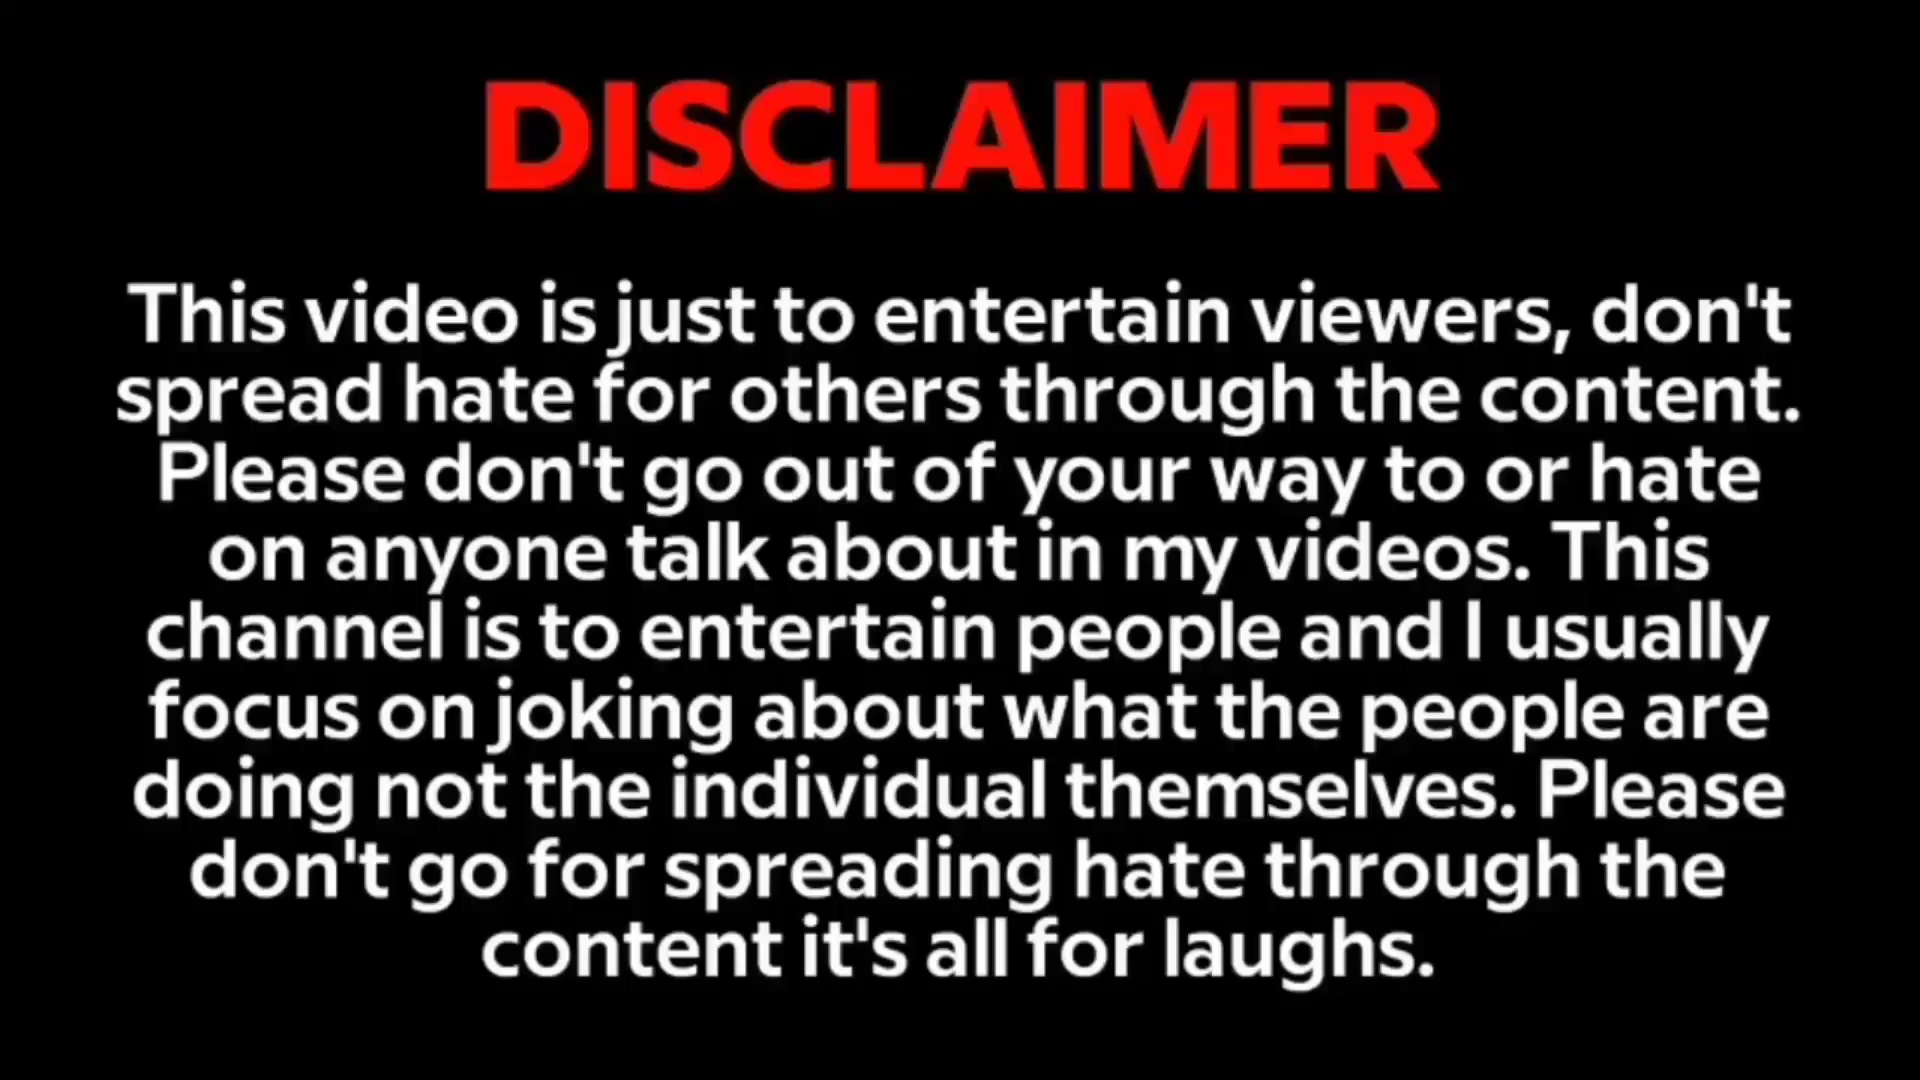 DISCLAIMER
This video is just to entertain viewers, don't
spread hate for others through the content.
Please don't go out of your way to or hate
on anyone talk about in my videos. This
channel is to entertain people and I usually
focus on joking about what the people are
doing not the individual themselves. Please
don't go for spreading hate through the
content it's all for laughs.